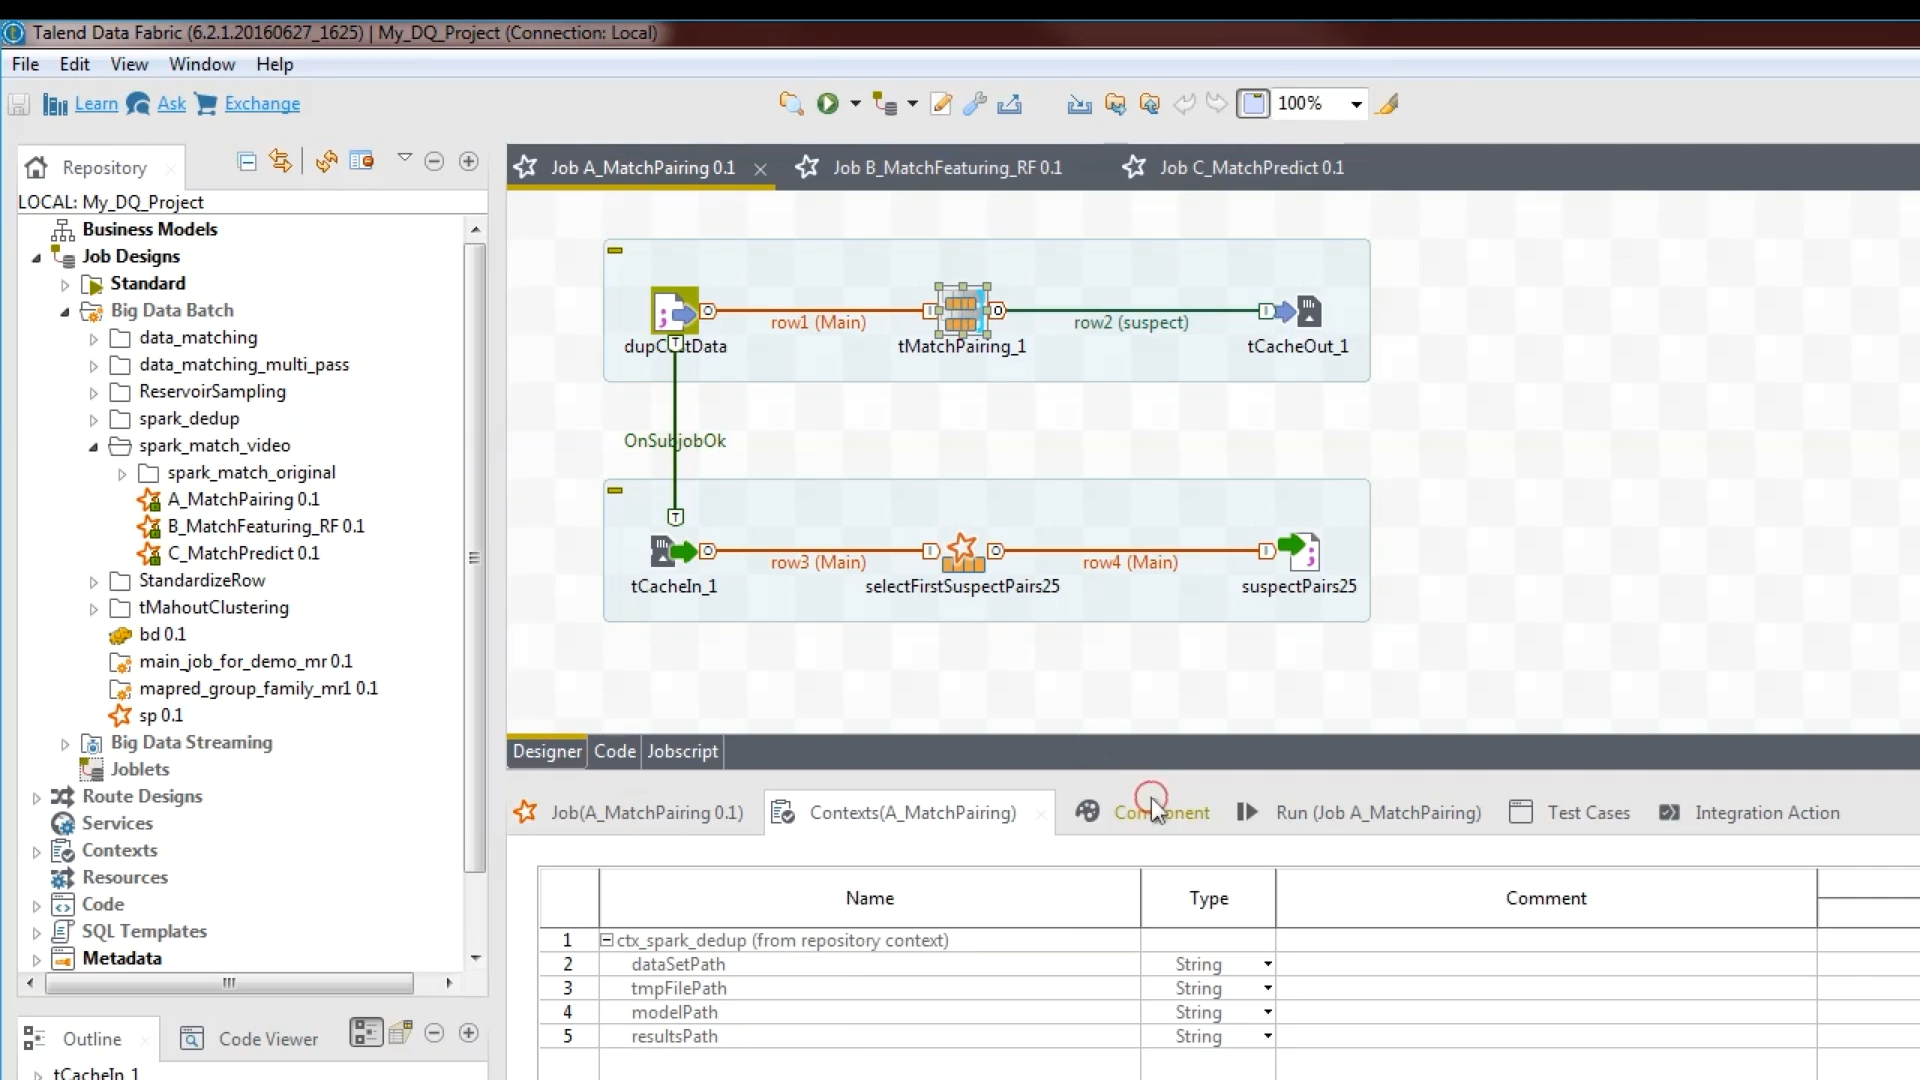 Talend Data Fabric (6.2.1.20160627_1625) | My_DQ_Project (Connection: Local)
File Edit View Window Help
Learn Ask Exchange 100%
Repository
LOCAL: My_DQ_Project
Business Models
Job Designs
Standard
Big Data Batch
data_matching
data_matching_multi_pass
ReservoirSampling
spark_dedup
spark_match_video
spark_match_original
A_MatchPairing 0.1
B_MatchFeaturing_RF 0.1
C_MatchPredict 0.1
StandardizeRow
tMahoutClustering
bd 0.1
main_job_for_demo_mr 0.1
mapred_group_family_mr1 0.1
sp 0.1
Big Data Streaming
Joblets
Route Designs
Services
Contexts
Resources
Code
SQL Templates
Metadata
Outline Code Viewer
tCacheIn_1
Job A_MatchPairing 0.1 Job B_MatchFeaturing_RF 0.1 Job C_MatchPredict 0.1
row1 (Main) row2 (suspect)
tMatchPairing_1 tCacheOut_1
OnSubjobOk
row3 (Main) row4 (Main)
tCacheIn_1 selectFirstSuspectPairs25 suspectPairs25
Designer Code Jobscript
Job(A_MatchPairing 0.1) Contexts(A_MatchPairing) Component Run (Job A_MatchPairing) Test Cases Integration Action
Name Type Comment
1 ctx_spark_dedup (from repository context)
2 dataSetPath String
3 tmpFilePath String
4 modelPath String
5 resultsPath String